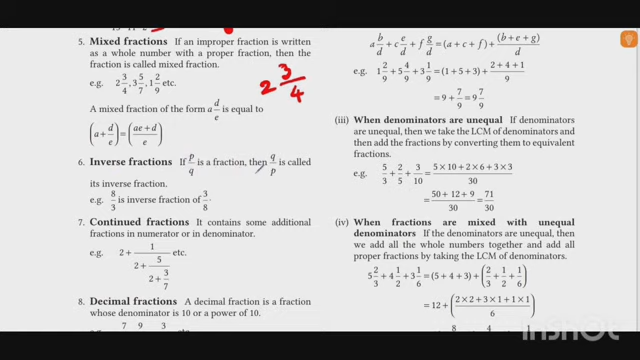 5. Mixed fractions If an improper fraction is written
as a whole number with a proper fraction, then
the fraction is called mixed fraction.
e.g. 2 3/4, 3 5/7, 1 2/9 etc.
2 3/4
A mixed fraction of the form a d/e is equal to
(a + d/e) = (ae + d / e)
6. Inverse fractions If p/q is a fraction, then q/p is called
its inverse fraction.
e.g. 8/3 is inverse fraction of 3/8.
7. Continued fractions It contains some additional
fractions in numerator or in denominator.
e.g. 2 + 1/(2 + 5/(2 + 3/7)) etc.
8. Decimal fractions A decimal fraction is a fraction
whose denominator is 10 or a power of 10.
a b/d + c e/d + f g/d = (a + c + f) + (b + e + g)/d
e.g. 1 2/9 + 5 4/9 + 3 1/9 = (1 + 5 + 3) + (2 + 4 + 1)/9
= 9 + 7/9 = 9 7/9
(iii) When denominators are unequal If denominators
are unequal, then we take the LCM of denominators and
then add the fractions by converting them to equivalent
fractions.
e.g. 5/3 + 2/5 + 3/10 = (5 × 10 + 2 × 6 + 3 × 3)/30
= (50 + 12 + 9)/30 = 71/30
(iv) When fractions are mixed with unequal
denominators If the denominators are unequal, then
we add all the whole numbers together and add all
proper fractions by taking the LCM of denominators.
5 2/3 + 4 1/2 + 3 1/6 = (5 + 4 + 3) + (2/3 + 1/2 + 1/6)
= 12 + (2 × 2 + 3 × 1 + 1 × 1 / 6)
Shot